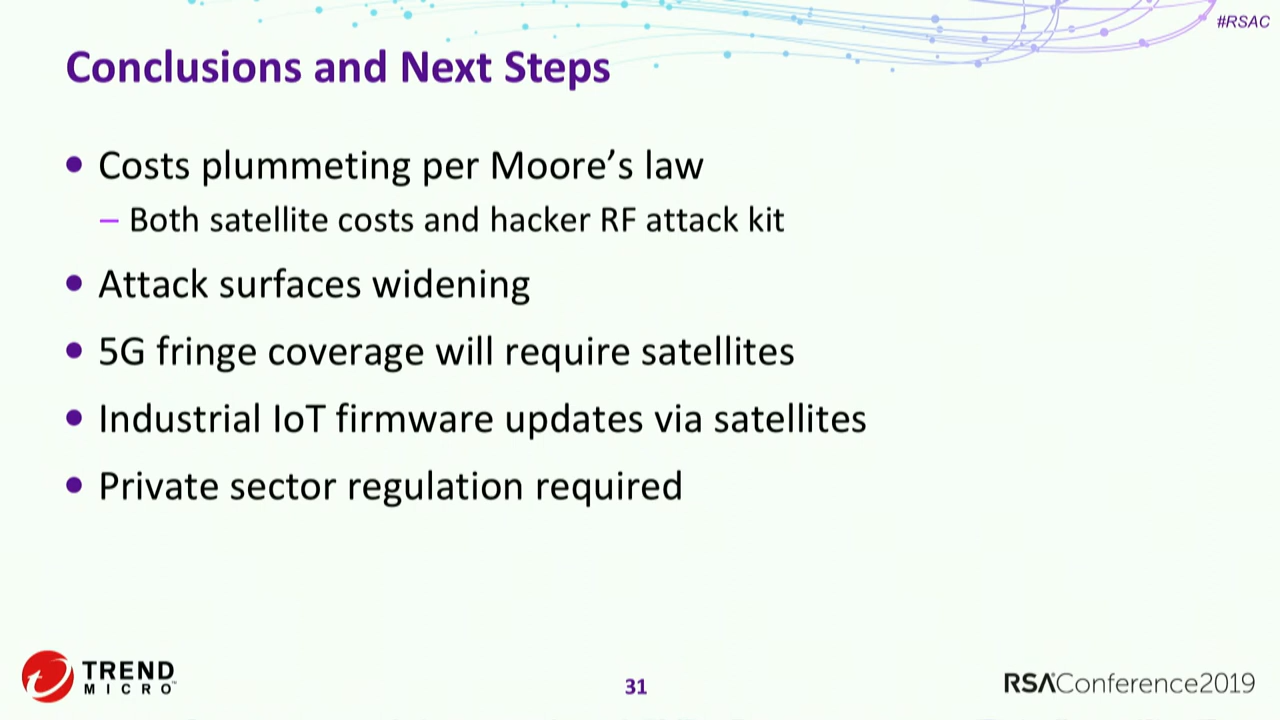 #RSAC
Conclusions and Next Steps
• Costs plummeting per Moore’s law
– Both satellite costs and hacker RF attack kit
• Attack surfaces widening
• 5G fringe coverage will require satellites
• Industrial IoT firmware updates via satellites
• Private sector regulation required
TREND
MICRO™
31
RSAConference2019